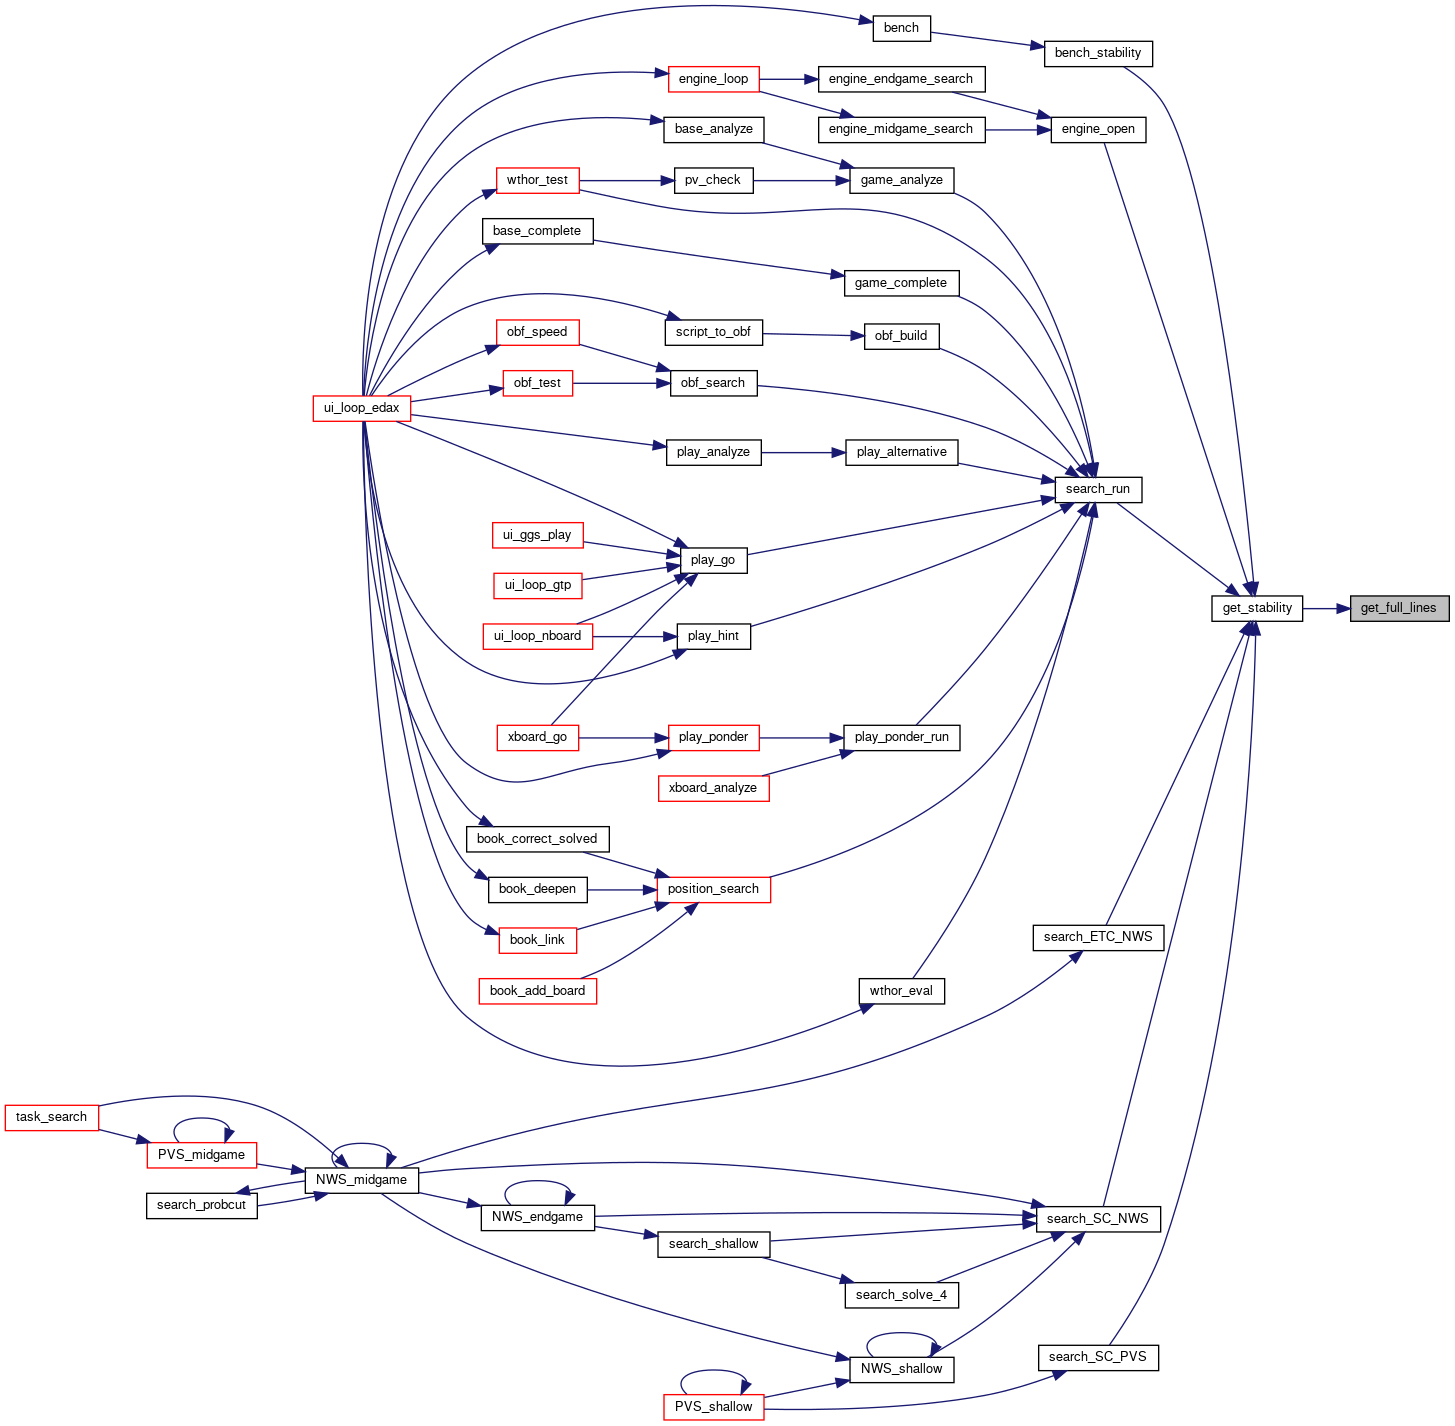 bench
bench_stability
engine_loop
engine_endgame_search
base_analyze
engine_midgame_search
engine_open
wthor_test
pv_check
game_analyze
base_complete
game_complete
obf_speed
script_to_obf
obf_build
obf_test
obf_search
ui_loop_edax
play_analyze
play_alternative
search_run
ui_ggs_play
play_go
ui_loop_gtp
get_stability
get_full_lines
ui_loop_nboard
play_hint
xboard_go
play_ponder
play_ponder_run
xboard_analyze
book_correct_solved
book_deepen
position_search
book_link
search_ETC_NWS
book_add_board
wthor_eval
task_search
PVS_midgame
NWS_midgame
search_probcut
NWS_endgame
search_SC_NWS
search_shallow
search_solve_4
search_SC_PVS
NWS_shallow
PVS_shallow